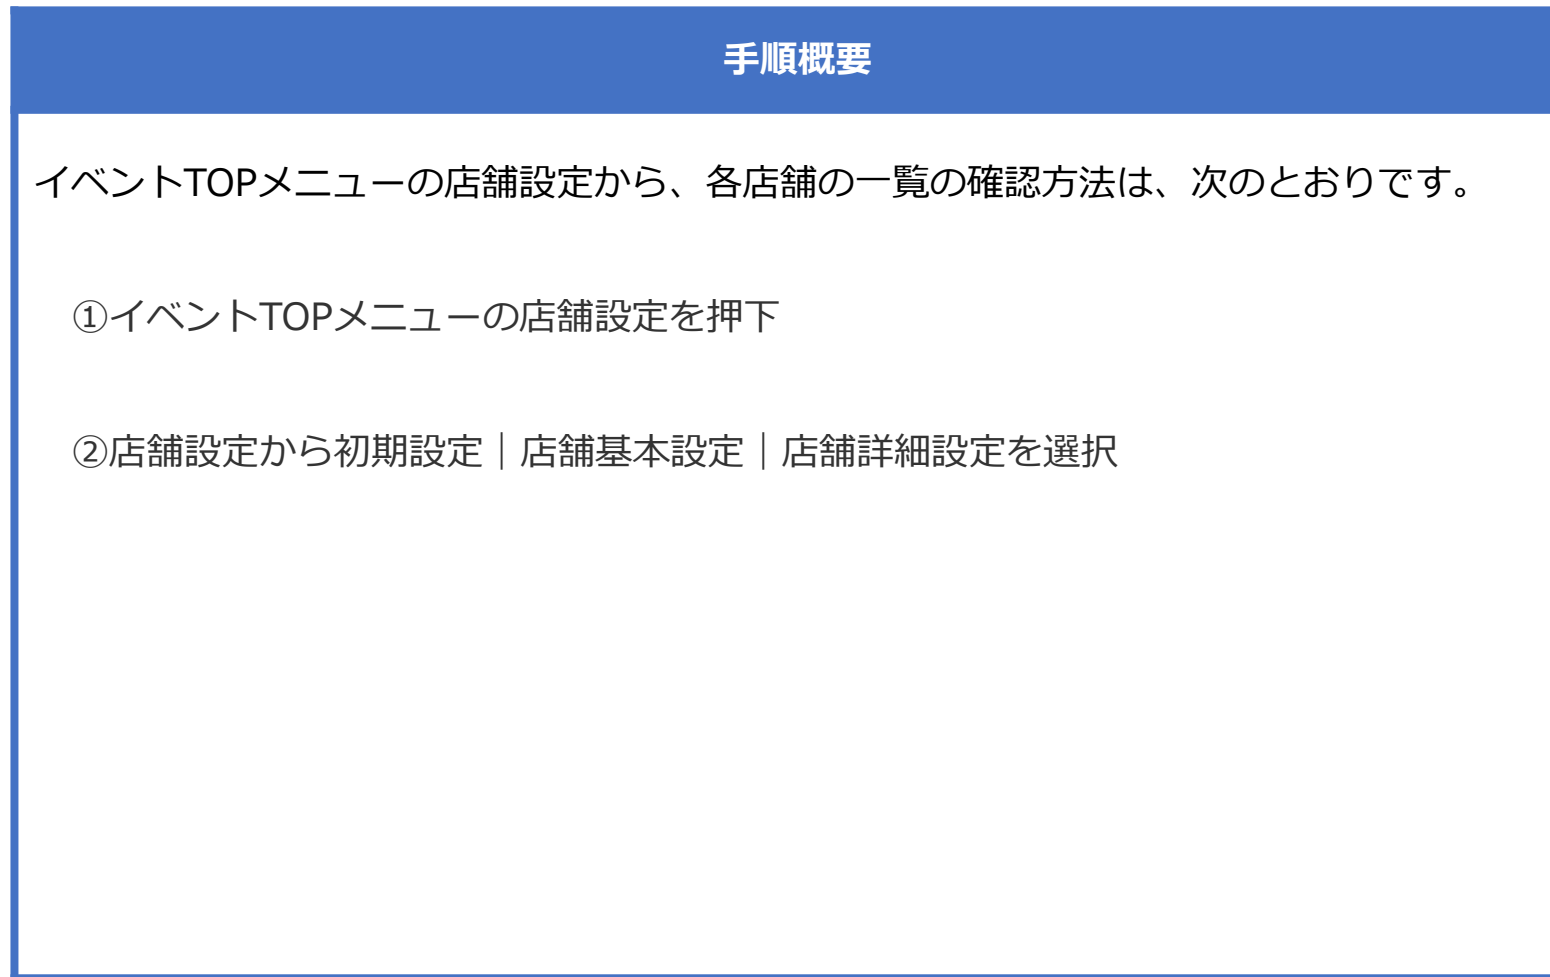 手順概要
イベントTOPメニューの店舗設定から、各店舗の一覧の確認方法は、次のとおりです。
①イベントTOPメニューの店舗設定を押下
②店舗設定から初期設定｜店舗基本設定｜店舗詳細設定を選択